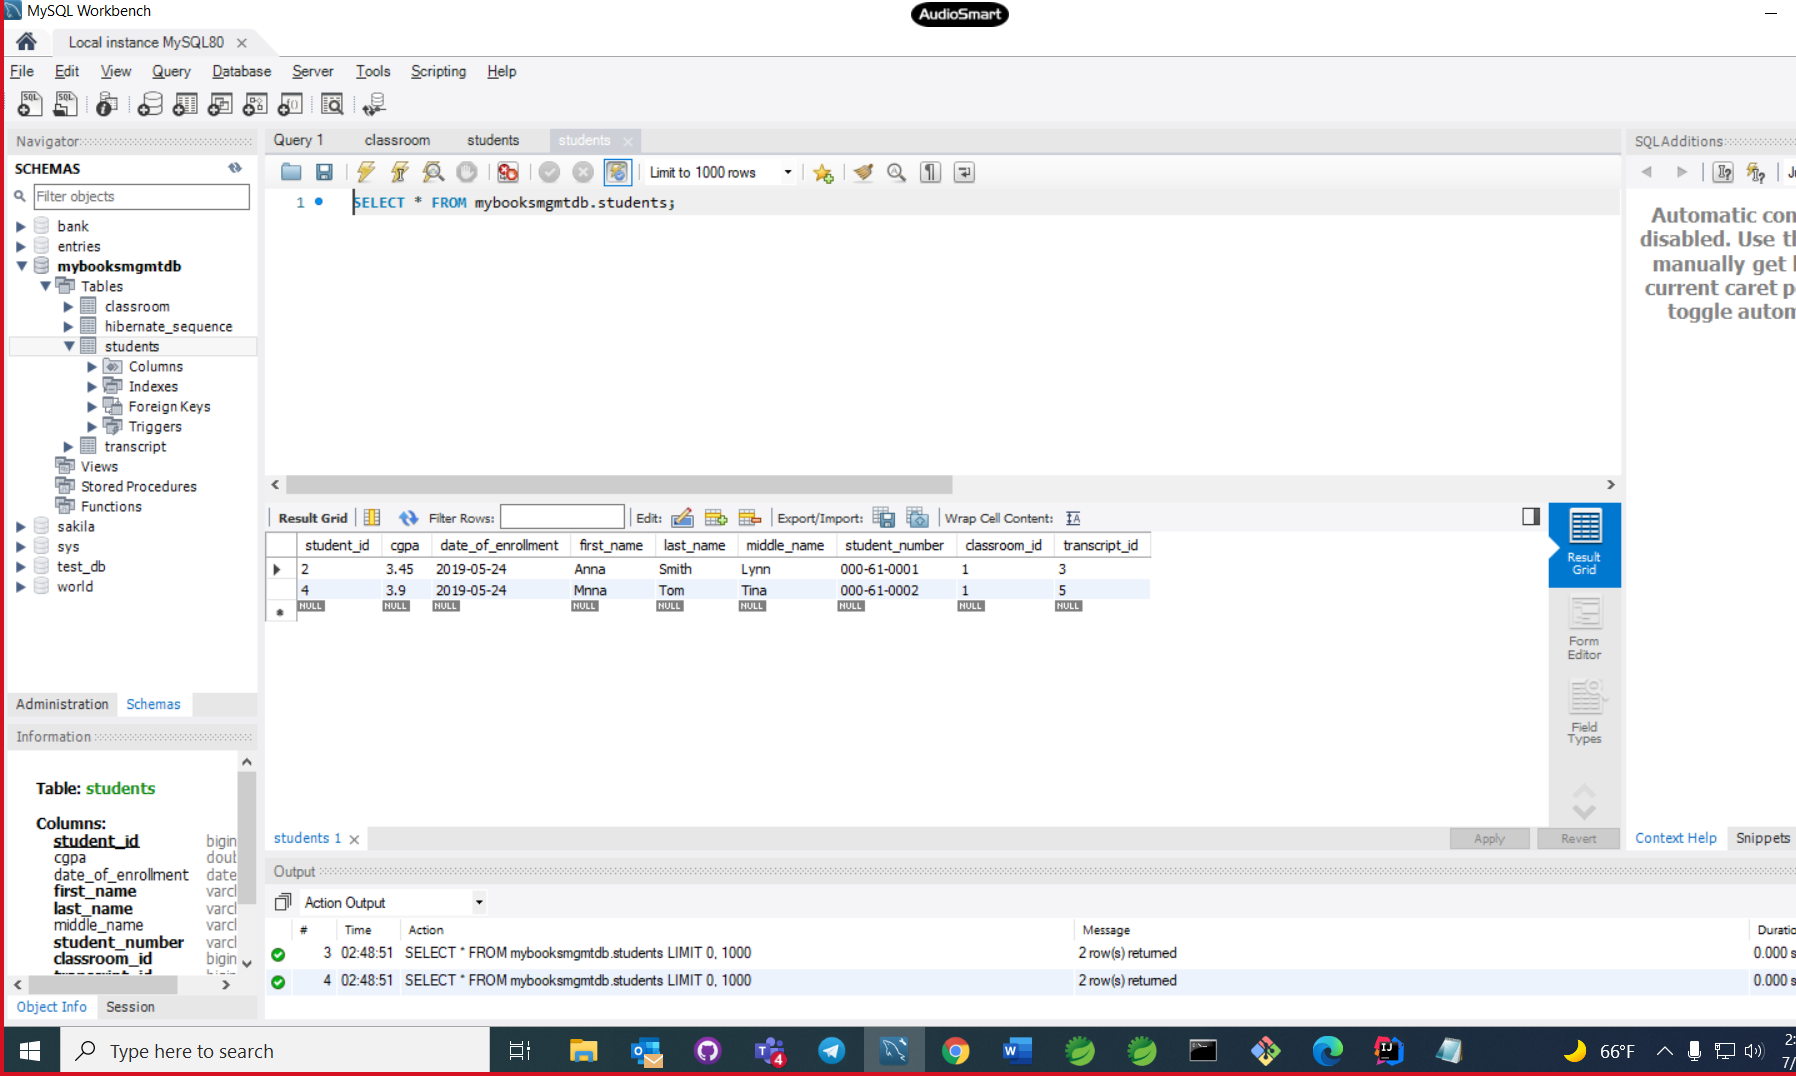 MySQL Workbench
AudioSmart
Local instance MySQL80
File Edit View Query Database Server Tools Scripting Help
Navigator
SCHEMAS
Filter objects
bank
entries
mybooksmgmtdb
Tables
classroom
hibernate_sequence
students
Columns
Indexes
Foreign Keys
Triggers
transcript
Views
Stored Procedures
Functions
sakila
sys
test_db
world
Administration Schemas
Information
Table: students
Columns:
student_id bigin
cgpa doul
date_of_enrollment date
first_name varcl
last_name varcl
middle_name varcl
student_number varcl
classroom_id bigin
Object Info Session
Query 1 classroom students students
Limit to 1000 rows
1 SELECT * FROM mybooksmgmtdb.students;
Result Grid Filter Rows: Edit: Export/Import: Wrap Cell Content:
student_id cgpa date_of_enrollment first_name last_name middle_name student_number classroom_id transcript_id
2 3.45 2019-05-24 Anna Smith Lynn 000-61-0001 1 3
4 3.9 2019-05-24 Mnna Tom Tina 000-61-0002 1 5
NULL NULL NULL NULL NULL NULL NULL NULL NULL
Result
Grid
Form
Editor
Field
Types
students 1
Apply Revert
Output
Action Output
# Time Action Message Duratio
3 02:48:51 SELECT * FROM mybooksmgmtdb.students LIMIT 0, 1000 2 row(s) returned 0.000 s
4 02:48:51 SELECT * FROM mybooksmgmtdb.students LIMIT 0, 1000 2 row(s) returned 0.000 s
SQLAdditions
Automatic con
disabled. Use th
manually get
current caret p
toggle autom
Context Help Snippets
Type here to search
4
66°F
2:
7/